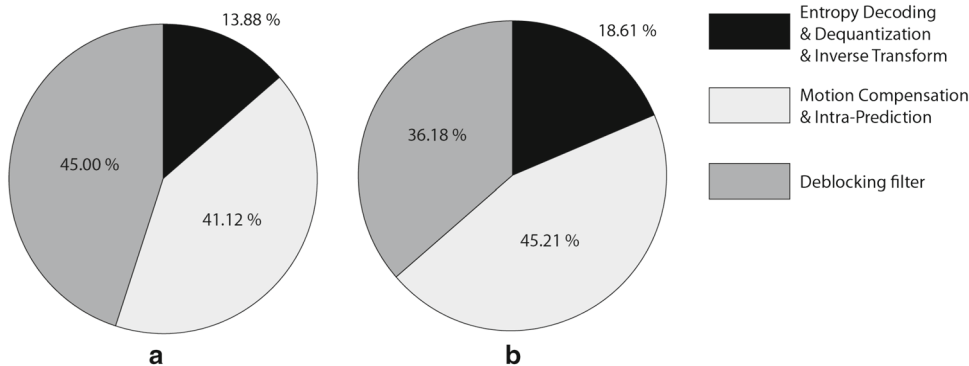 13.88 %
45.00 %
41.12 %
a
18.61 %
36.18 %
45.21 %
b
Entropy Decoding
& Dequantization
& Inverse Transform
Motion Compensation
& Intra-Prediction
Deblocking filter